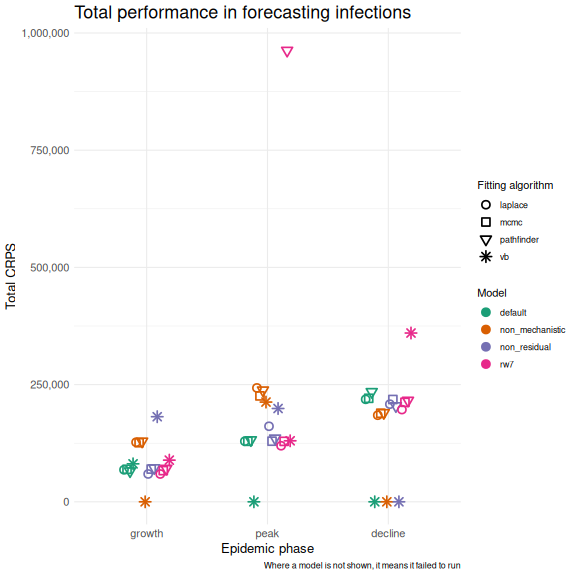 Total performance in forecasting infections
1,000,000
750,000
500,000
250,000
0
Total CRPS
growth
peak
decline
Epidemic phase
Where a model is not shown, it means it failed to run
Fitting algorithm
laplace
mcmc
pathfinder
vb
Model
default
non_mechanistic
non_residual
rw7